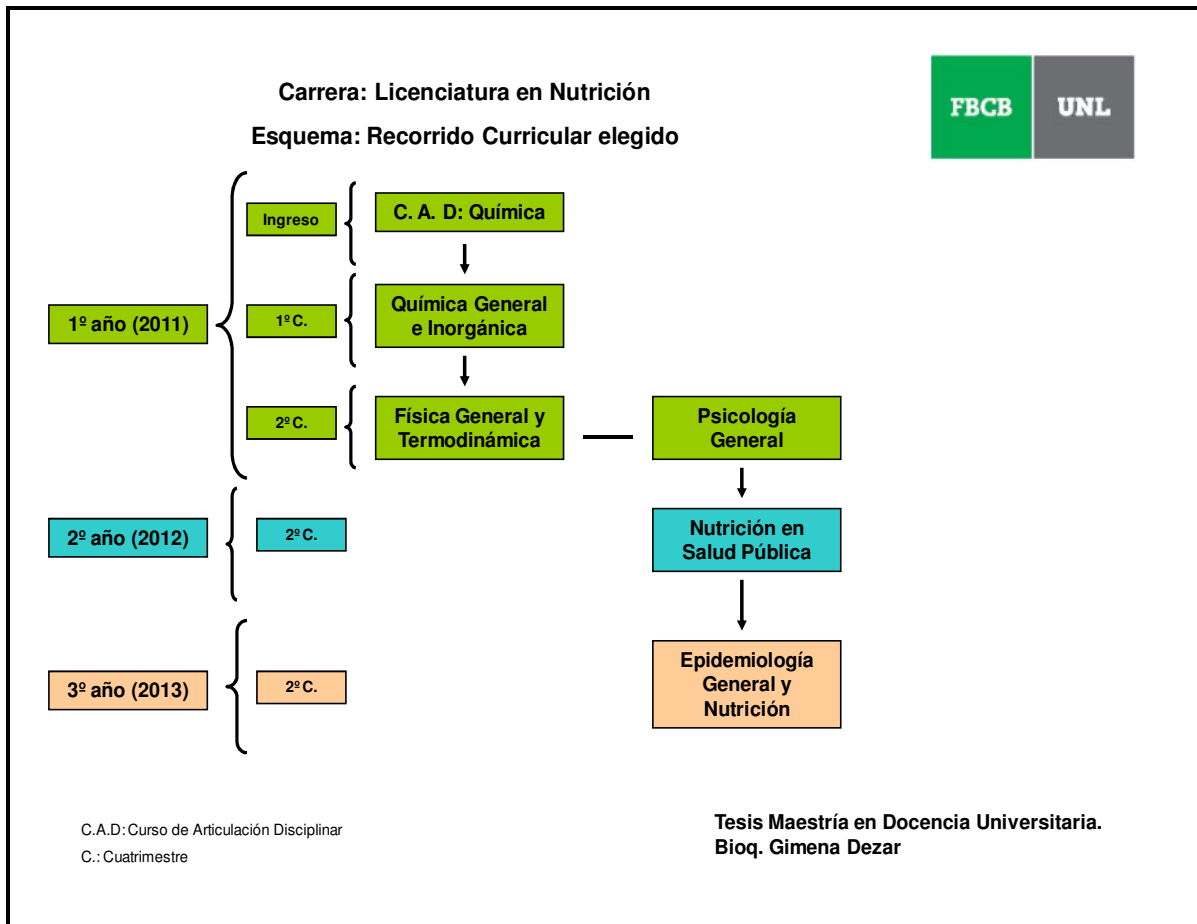 Carrera: Licenciatura en Nutrición
Esquema: Recorrido Curricular elegido
FBCB
UNL
Ingreso
C. A. D: Química
1º año (2011)
1º C.
Química General
e Inorgánica
2º C.
Física General y
Termodinámica
Psicología
General
2º año (2012)
2º C.
Nutrición en
Salud Pública
3º año (2013)
2º C.
Epidemiología
General y
Nutrición
C.A.D: Curso de Articulación Disciplinar
C.: Cuatrimestre
Tesis Maestría en Docencia Universitaria.
Bioq. Gimena Dezar